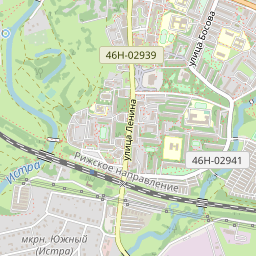 улица Босова
46Н-02939
улица Ленина
46Н-02941
Рижское направление
Истра
мкрн. Южный
(Истра)